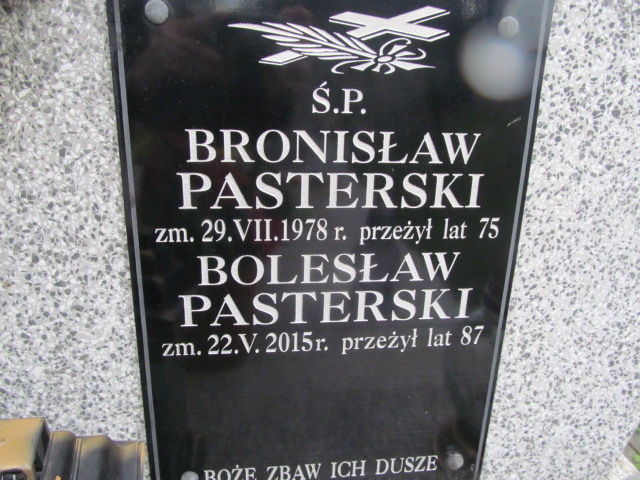 Ś.P.
BRONISŁAW
PASTERSKI
zm. 29.VII.1978 r. przeżył lat 75
BOLESŁAW
PASTERSKI
zm. 22.V. 2015 r. przeżył lat 87
BOŻE ZBAW ICH DUSZE